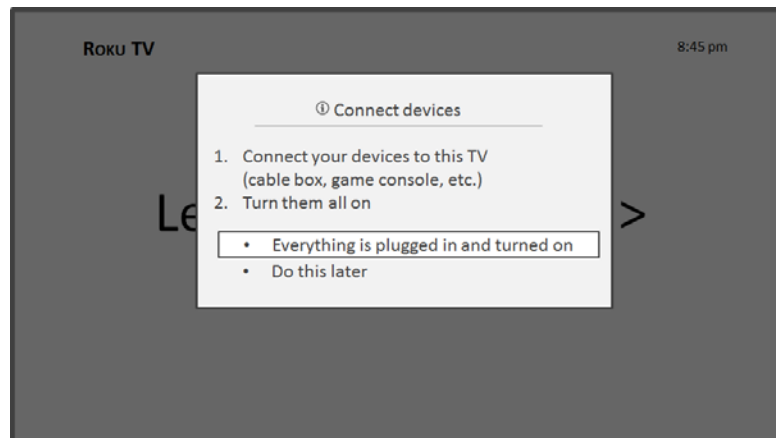 Roku TV
8:45 pm
ⓘ Connect devices
1. Connect your devices to this TV
(cable box, game console, etc.)
2. Turn them all on
Le >
• Everything is plugged in and turned on
• Do this later